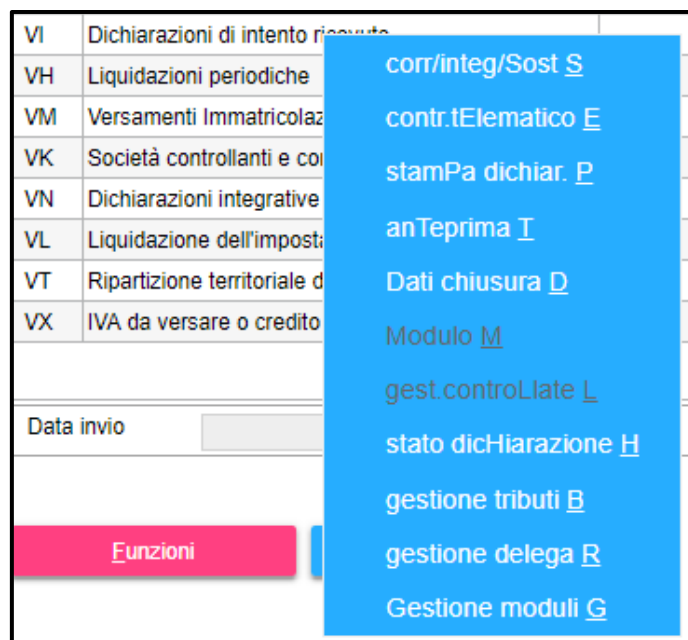 VI Dichiarazioni di intento ricevute
VH Liquidazioni periodiche
VM Versamenti Immatricolaz
VK Società controllanti e con
VN Dichiarazioni integrative
VL Liquidazione dell'imposta
VT Ripartizione territoriale d
VX IVA da versare o credito
Data invio
Funzioni
corr/integ/Sost S
contr.tElematico E
stamPa dichiar. P
anTeprima T
Dati chiusura D
Modulo M
gest.controLlate L
stato dicHiarazione H
gestione tributi B
gestione delega R
Gestione moduli G